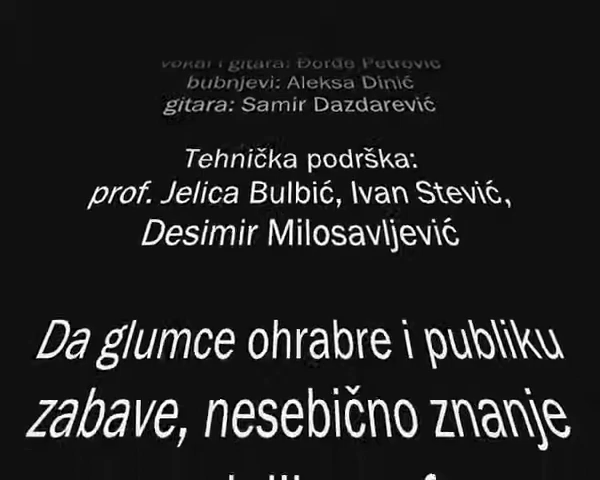 vokal i gitara: Đorđe Petrović
bubnjevi: Aleksa Dinić
gitara: Samir Dazdarević
Tehnička podrška:
prof. Jelica Bulbić, Ivan Stević,
Desimir Milosavljević
Da glumce ohrabre i publiku
zabave, nesebično znanje